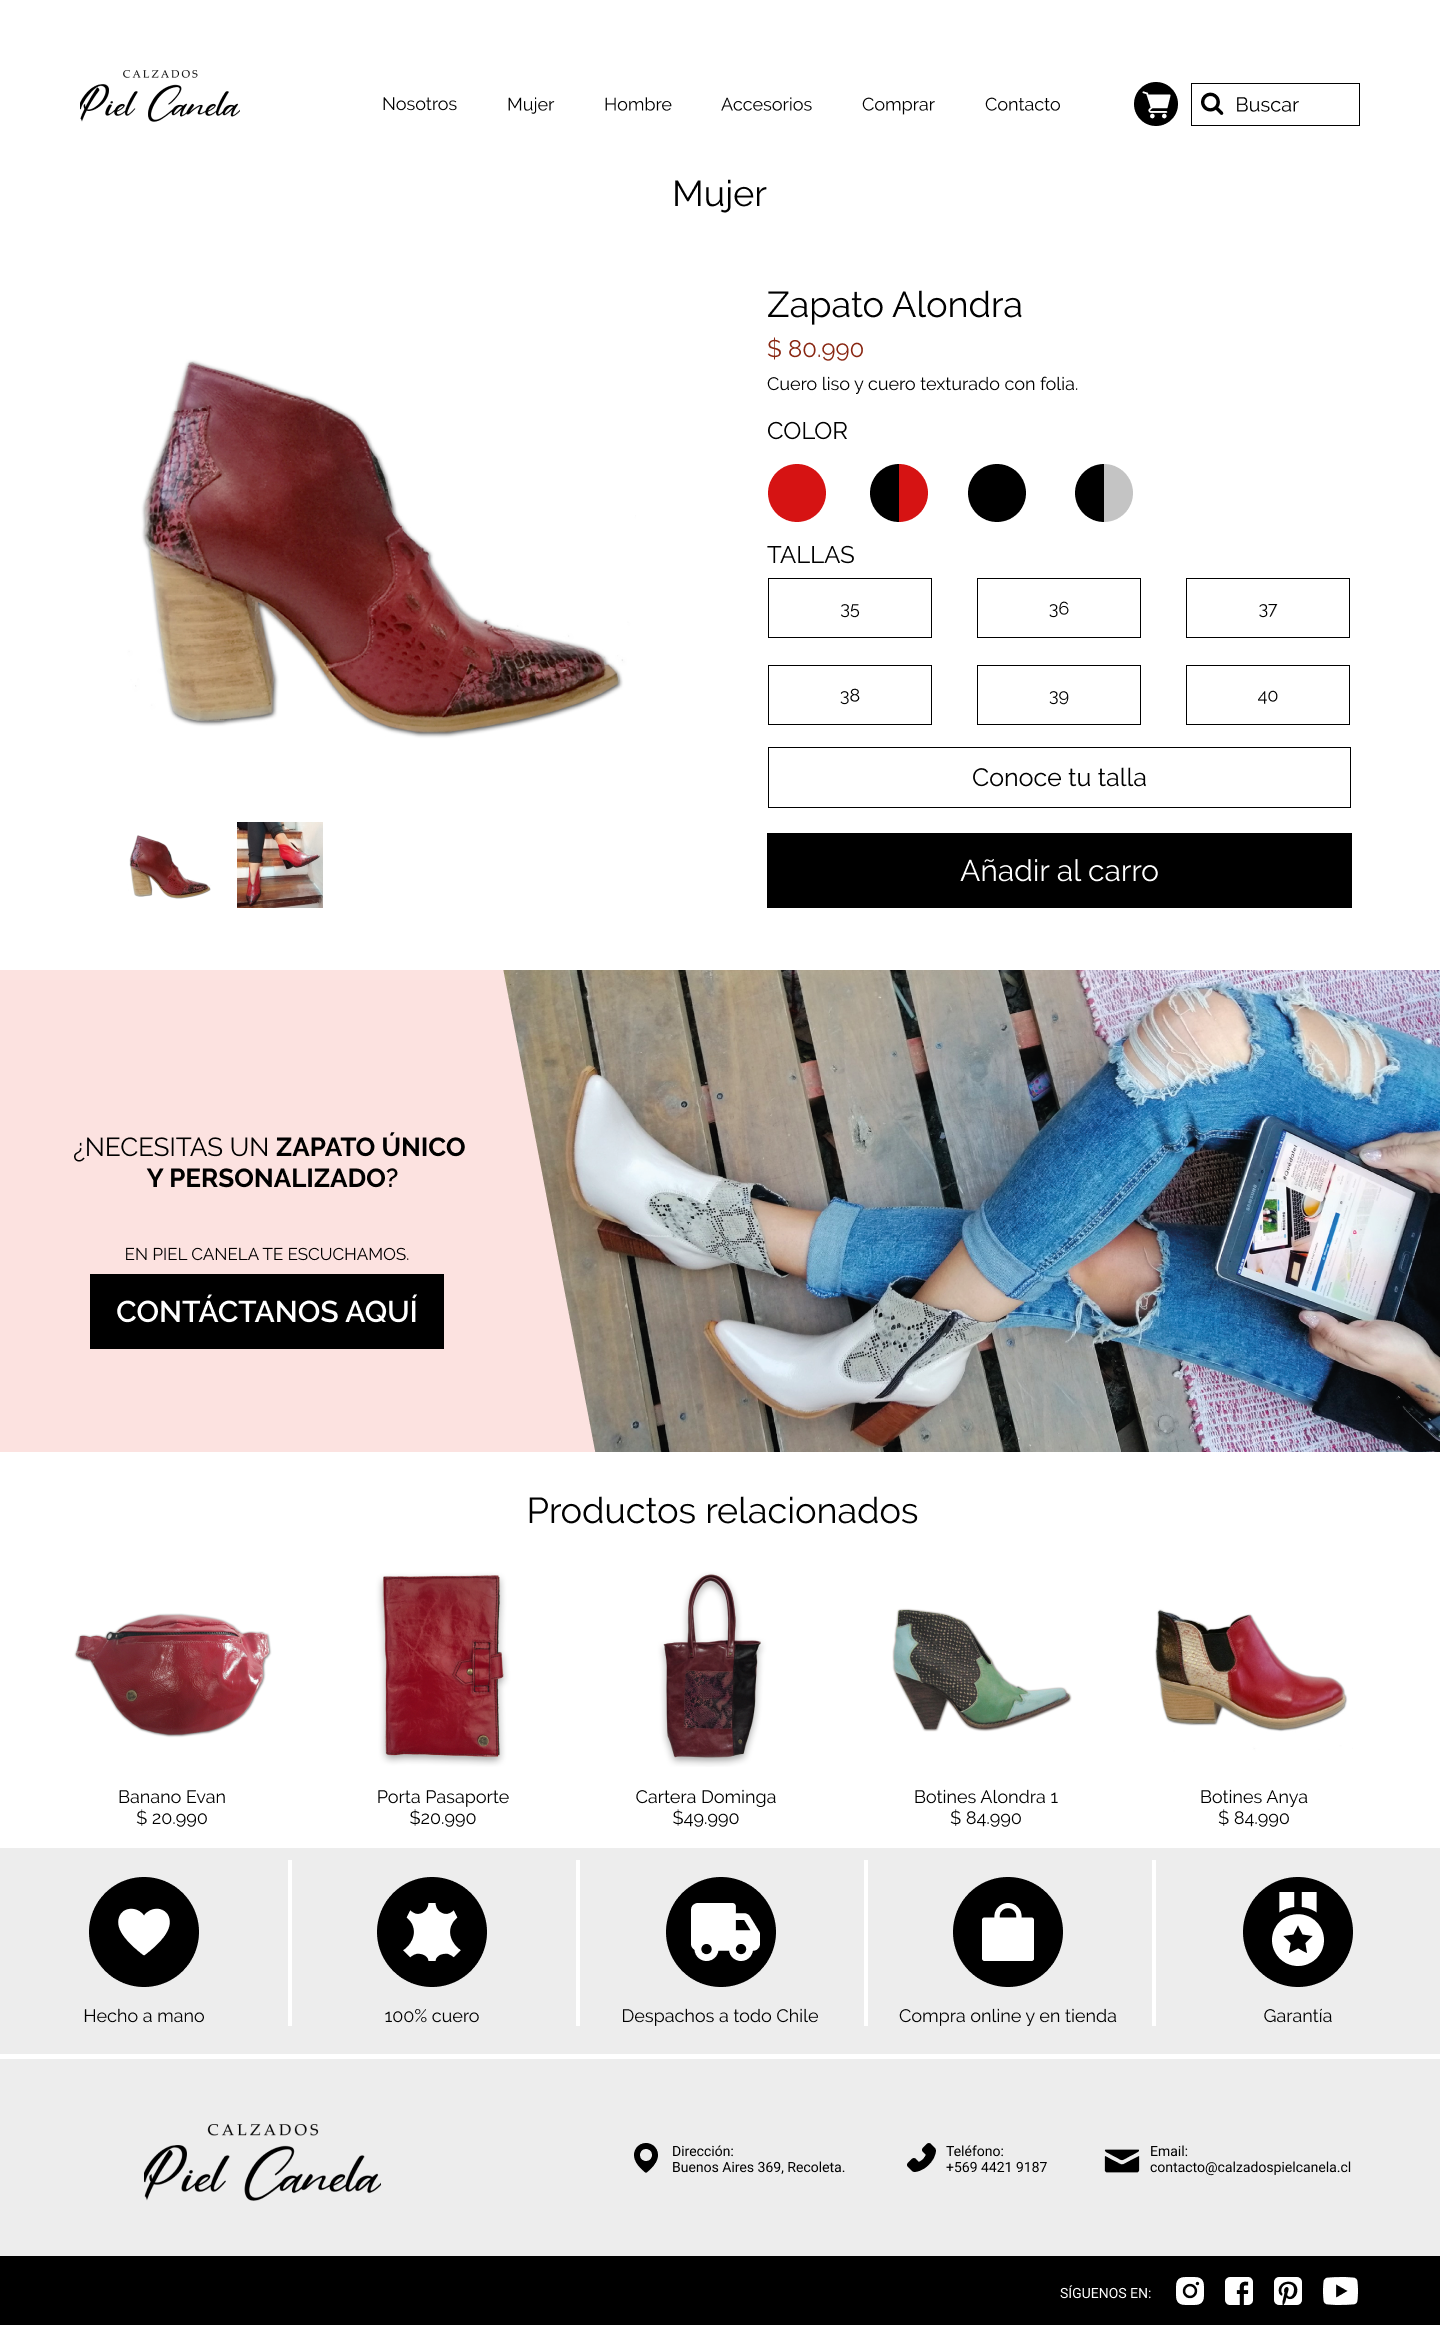 CALZADOS
Piel Canela
Nosotros
Mujer
Hombre
Accesorios
Comprar
Contacto
Buscar
Mujer
Zapato Alondra
$ 80.990
Cuero liso y cuero texturado con folia.
COLOR
TALLAS
35
36
37
38
39
40
Conoce tu talla
Añadir al carro
¿NECESITAS UN ZAPATO ÚNICO
Y PERSONALIZADO?
EN PIEL CANELA TE ESCUCHAMOS.
CONTÁCTANOS AQUÍ
Productos relacionados
Banano Evan
$ 20.990
Porta Pasaporte
$20.990
Cartera Dominga
$49.990
Botines Alondra 1
$ 84.990
Botines Anya
$ 84.990
Hecho a mano
100% cuero
Despachos a todo Chile
Compra online y en tienda
Garantía
CALZADOS
Piel Canela
Dirección:
Buenos Aires 369, Recoleta.
Teléfono:
+569 4421 9187
Email:
contacto@calzadospielcanela.cl
SÍGUENOS EN: